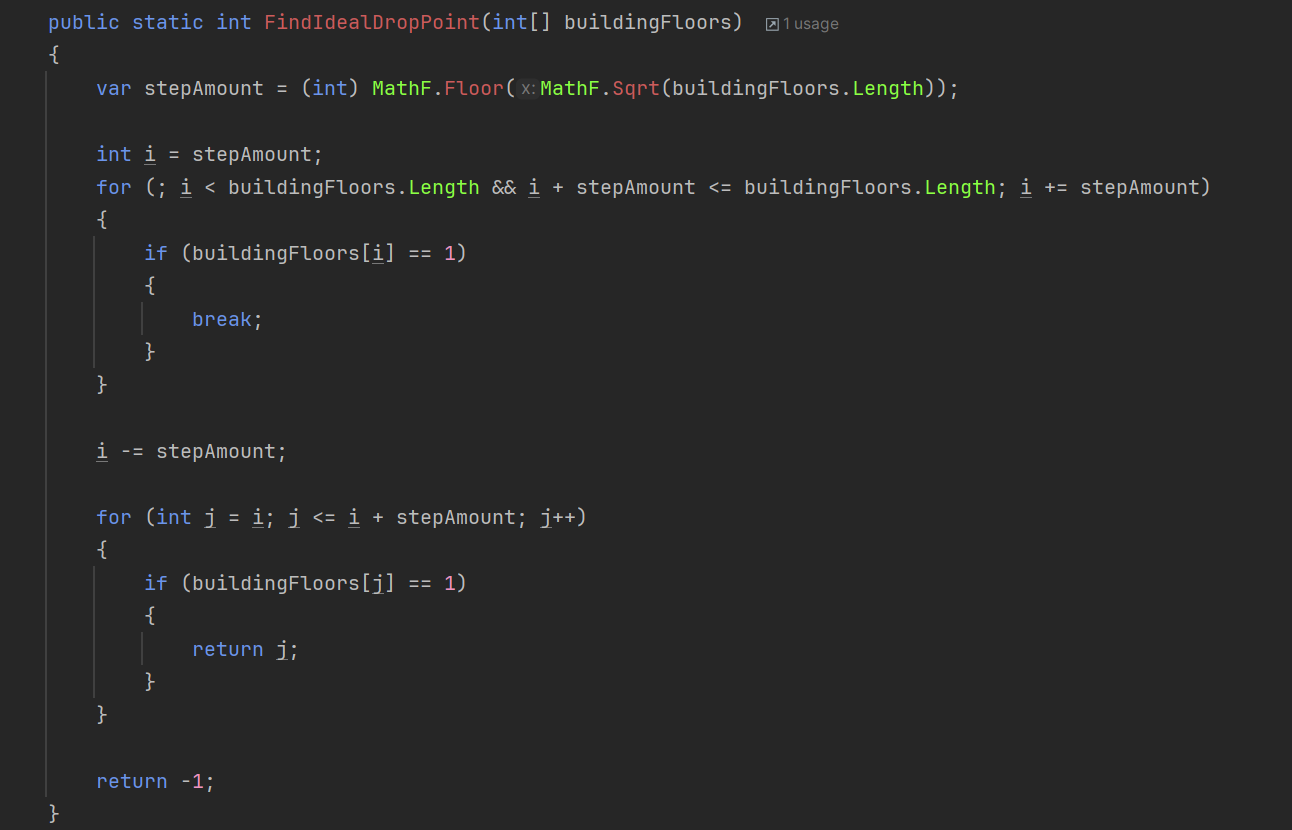 public static int FindIdealDropPoint(int[] buildingFloors) 1 usage
{
var stepAmount = (int) MathF.Floor(x:MathF.Sqrt(buildingFloors.Length));
int i = stepAmount;
for (; i < buildingFloors.Length && i + stepAmount <= buildingFloors.Length; i += stepAmount)
{
if (buildingFloors[i] == 1)
{
break;
}
}
i -= stepAmount;
for (int j = i; j <= i + stepAmount; j++)
{
if (buildingFloors[j] == 1)
{
return j;
}
}
return -1;
}